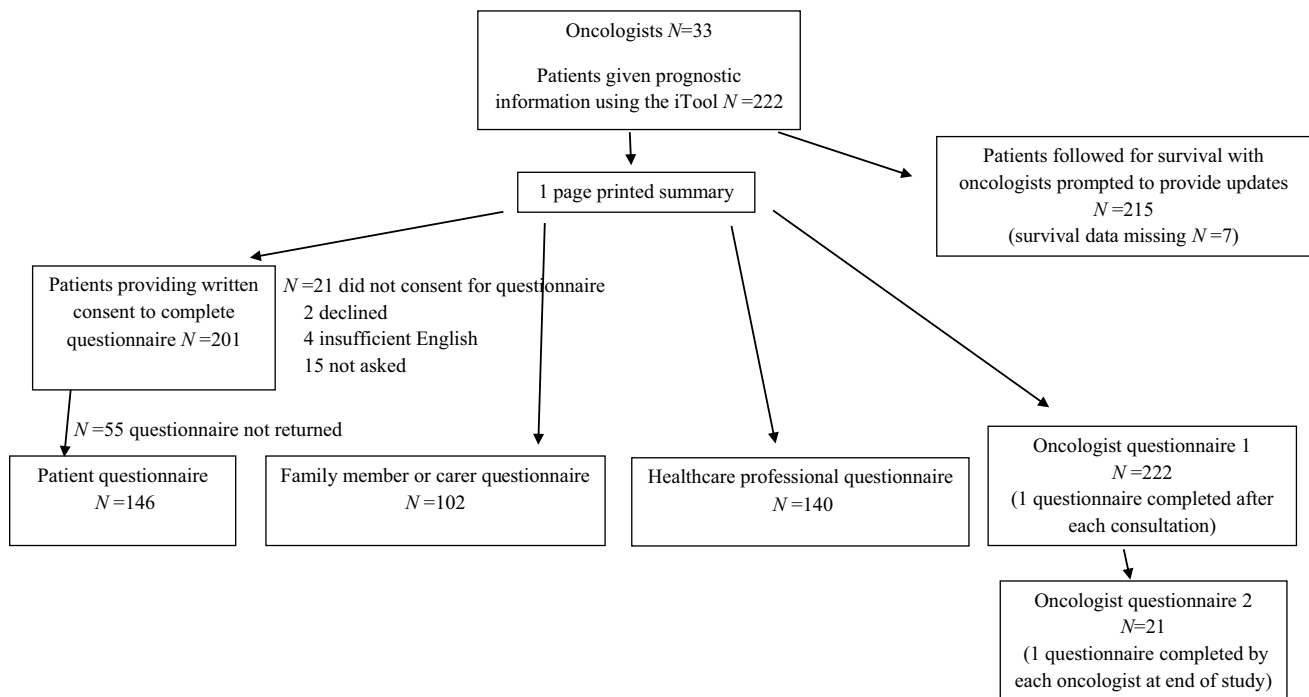 Oncologists N=33
Patients given prognostic
information using the iTool N =222
Patients followed for survival with
oncologists prompted to provide updates
N =215
(survival data missing N =7)
1 page printed summary
Patients providing written
consent to complete
questionnaire N =201
N =21 did not consent for questionnaire
2 declined
4 insufficient English
15 not asked
N =55 questionnaire not returned
Patient questionnaire
N =146
Family member or carer questionnaire
N =102
Healthcare professional questionnaire
N =140
Oncologist questionnaire 1
N =222
(1 questionnaire completed after
each consultation)
Oncologist questionnaire 2
N=21
(1 questionnaire completed by
each oncologist at end of study)